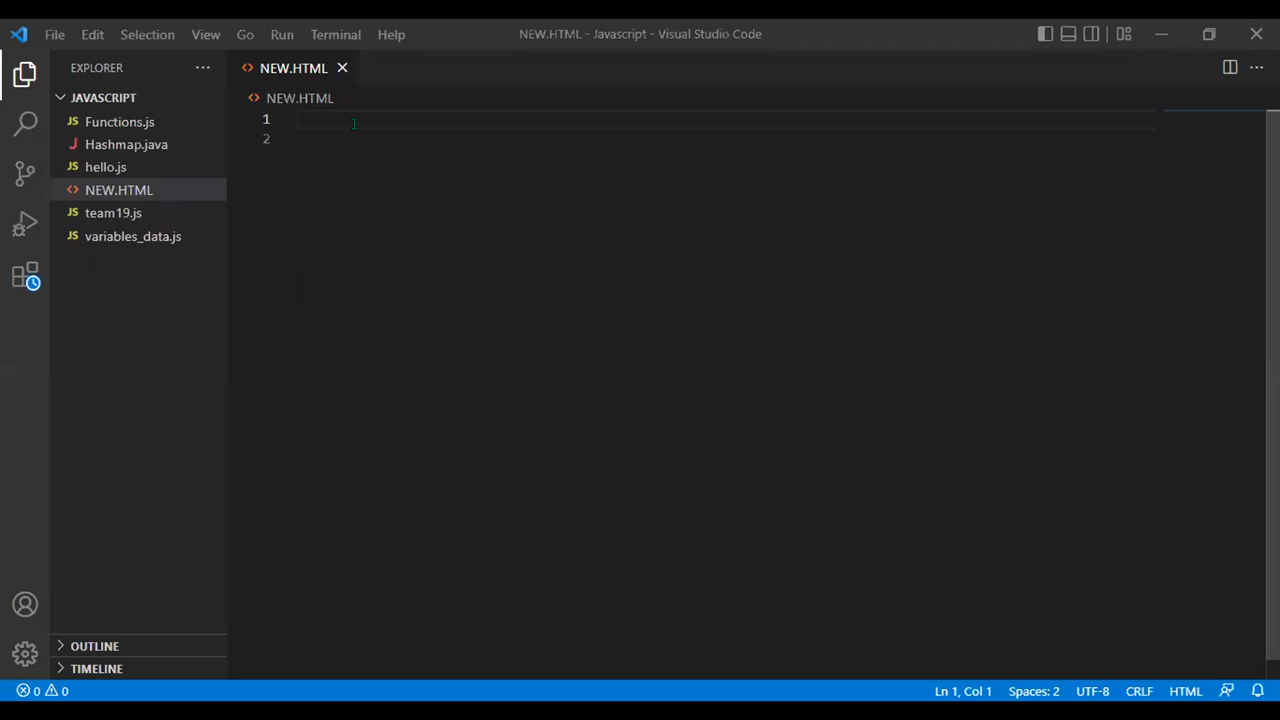 File Edit Selection View Go Run Terminal Help NEW.HTML - Javascript - Visual Studio Code
EXPLORER
NEW.HTML
JAVASCRIPT
NEW.HTML
Functions.js
1
J Hashmap.java
2
JS hello.js
NEW.HTML
JS team19.js
JS variables_data.js
OUTLINE
TIMELINE
0 0 Ln 1, Col 1 Spaces: 2 UTF-8 CRLF HTML